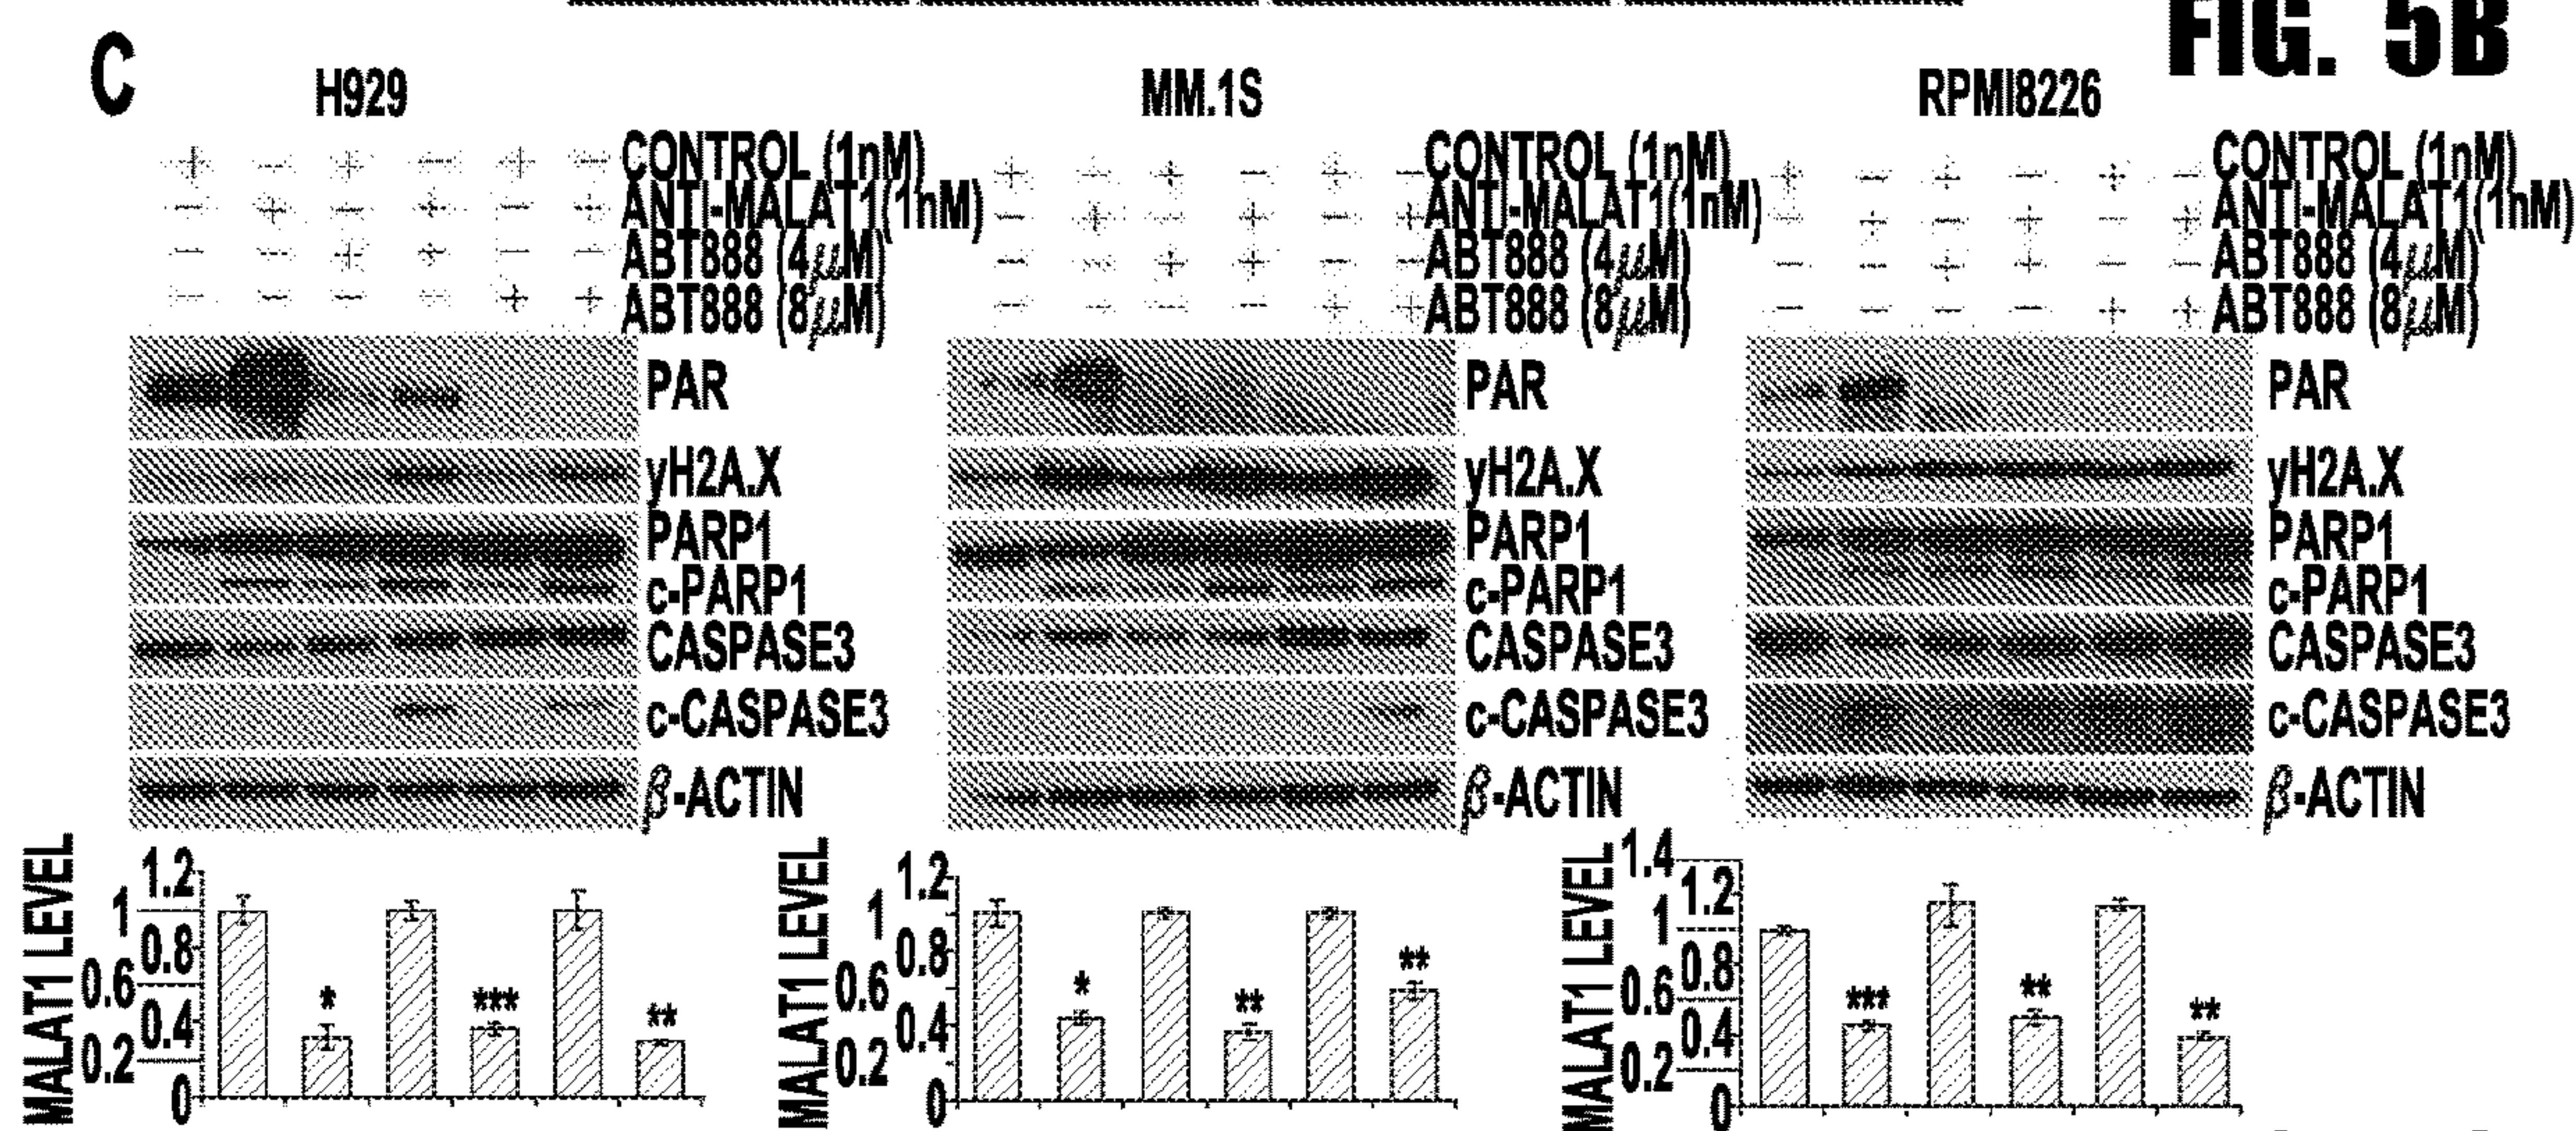 FIG. 5B
C
H929 MM.1S RPMI8226
+ − + − + − CONTROL (1nM) + − + − + − CONTROL (1nM) + − + − + − CONTROL (1nM)
− + − + − + ANTI-MALAT1(1nM) − + − + − + ANTI-MALAT1(1nM) − + − + − + ANTI-MALAT1(1nM)
− − + + − − ABT888 (4μM) − − + + − − ABT888 (4μM) − − + + − − ABT888 (4μM)
− − − − + + ABT888 (8μM) − − − − + + ABT888 (8μM) − − − − + + ABT888 (8μM)
PAR PAR PAR
yH2A.X yH2A.X yH2A.X
PARP1 PARP1 PARP1
c-PARP1 c-PARP1 c-PARP1
CASPASE3 CASPASE3 CASPASE3
c-CASPASE3 c-CASPASE3 c-CASPASE3
β-ACTIN β-ACTIN β-ACTIN
MALAT1 LEVEL
1.2
1
0.8
0.6
0.4
0.2
0
* *** **
MALAT1 LEVEL
1.2
1
0.8
0.6
0.4
0.2
0
* ** **
MALAT1 LEVEL
1.4
1.2
1
0.8
0.6
0.4
0.2
0
*** ** **